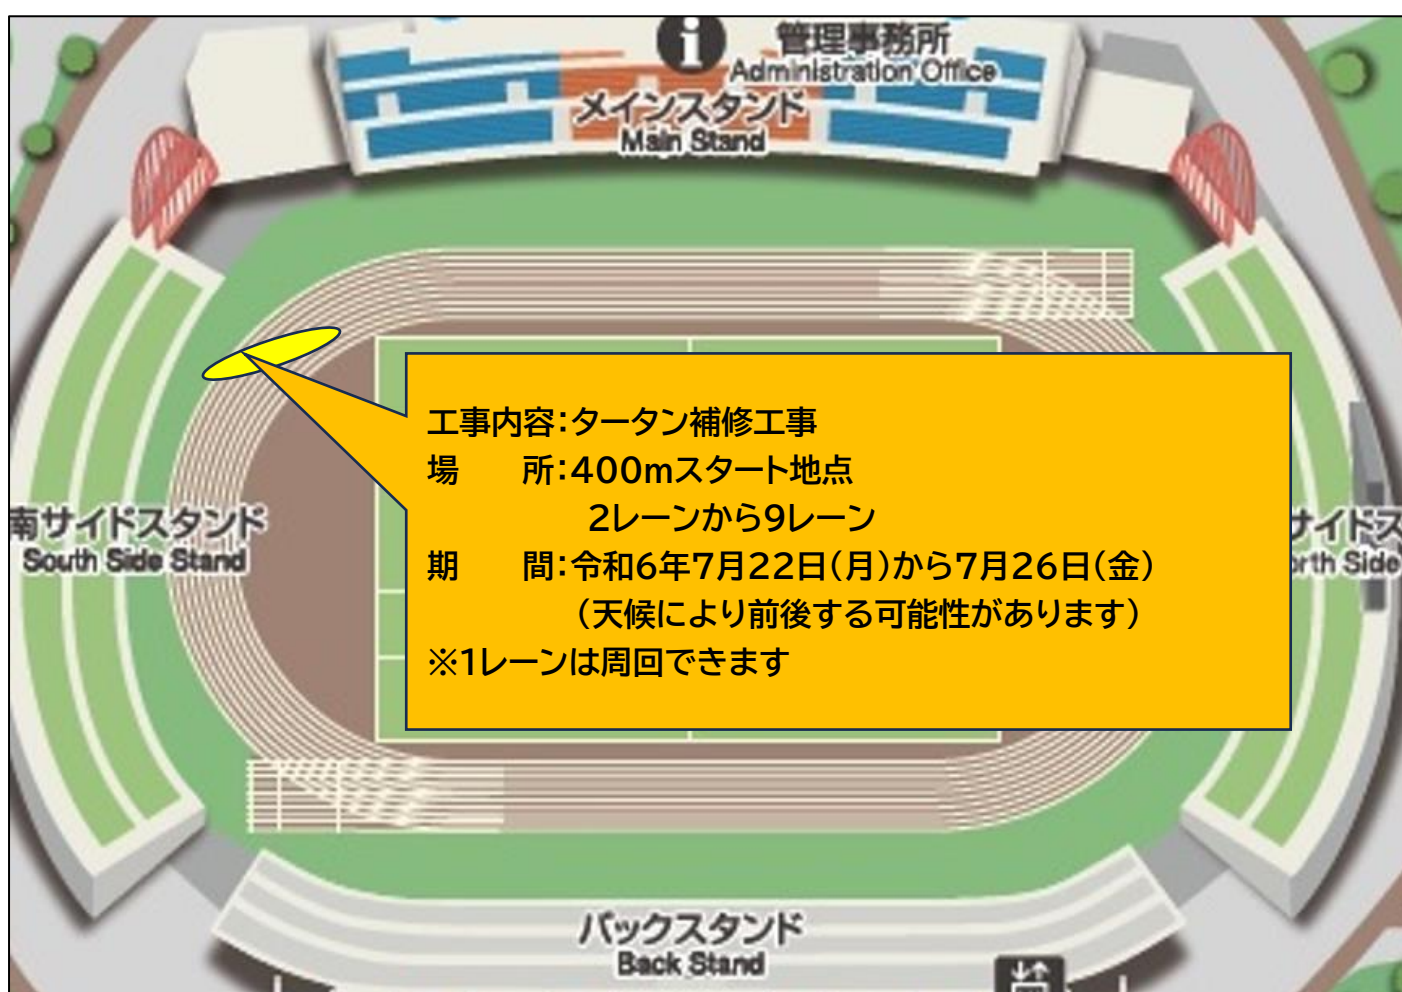 管理事務所
Administration Office
メインスタンド
Main Stand
工事内容：タータン補修工事
場　　所：400mスタート地点
2レーンから9レーン
期　　間：令和6年7月22日（月）から7月26日（金）
（天候により前後する可能性があります）
※1レーンは周回できます
南サイドスタンド
South Side Stand
サイドス
rth Side
バックスタンド
Back Stand